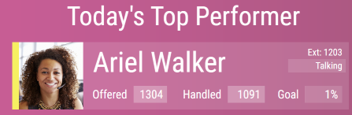 Today's Top Performer
Ariel Walker
Ext: 1203
Talking
Offered 1304 Handled 1091 Goal 1%